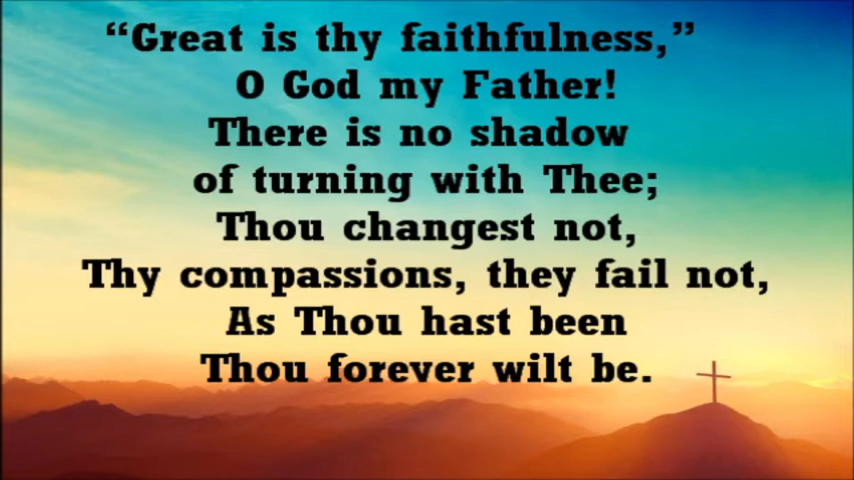 “Great is thy faithfulness,”
O God my Father!
There is no shadow
of turning with Thee;
Thou changest not,
Thy compassions, they fail not,
As Thou hast been
Thou forever wilt be.